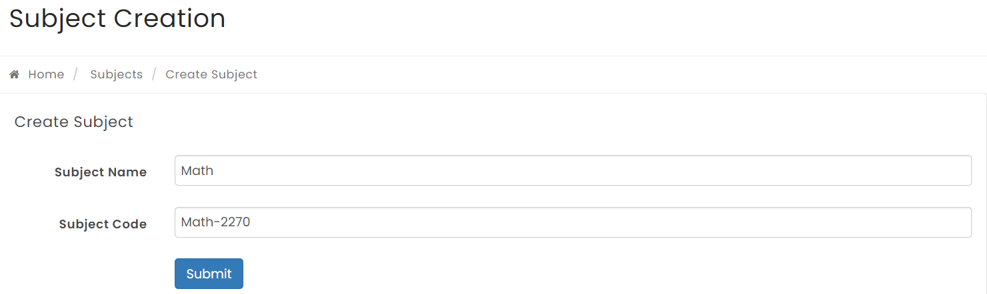 Subject Creation
Home / Subjects / Create Subject
Create Subject
Subject Name Math
Subject Code Math-2270
Submit